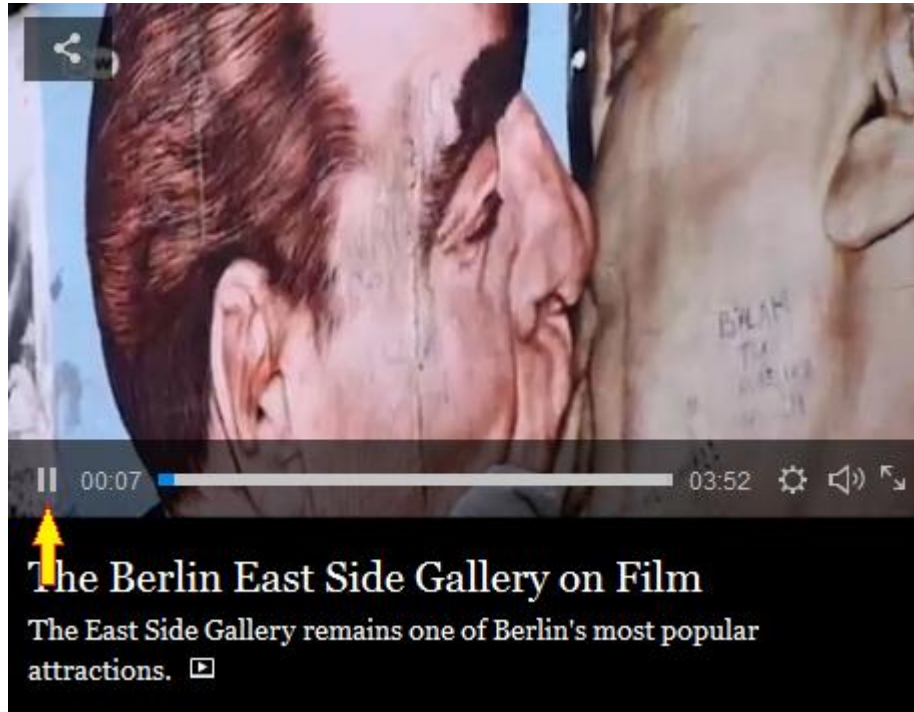 00:07
03:52
The Berlin East Side Gallery on Film
The East Side Gallery remains one of Berlin's most popular
attractions.